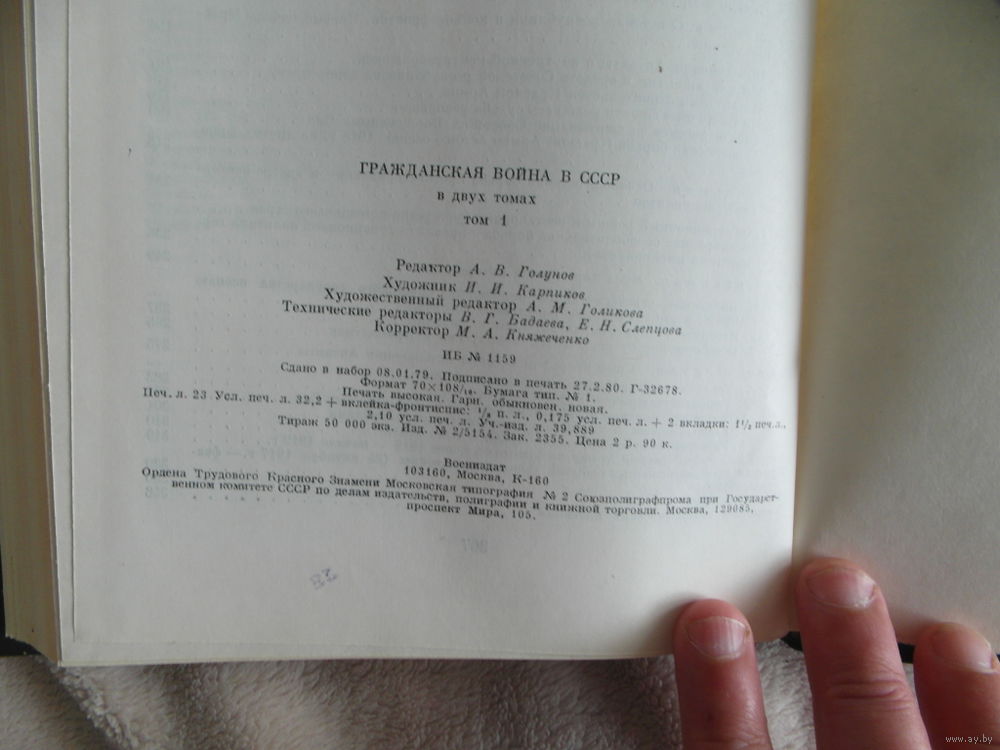 ГРАЖДАНСКАЯ ВОЙНА В СССР
в двух томах
том 1
Редактор А. В. Голубов
Художник И. И. Карпиков
Художественный редактор А. М. Голикова
Технические редакторы В. Г. Бадаева, Е. Н. Слепцова
Корректор М. А. Княжеченко
ИБ № 1159
Сдано в набор 08.01.79. Подписано в печать 27.2.80. Г-32678.
Формат 70×108/₁₆. Бумага тип. № 1.
Печать высокая. Гарн. обыкновен. новая.
Печ. л. 23 Усл. печ. л. 32,2 + вклейка-фронтиспис: ¹/₈ п. л., 0,175 усл. печ. л. + 2 вкладки: 1¹/₂ печ.л.,
2,10 усл. печ. л. Уч.-изд. л. 39,889
Тираж 50 000 экз. Изд. № 2/5154. Зак. 2355. Цена 2 р. 90 к.
Воениздат
103160, Москва, К-160
Ордена Трудового Красного Знамени Московская типография № 2 Союзполиграфпрома при Государст-
венном комитете СССР по делам издательств, полиграфии и книжной торговли. Москва, 129085,
проспект Мира, 105.
www.ay.by